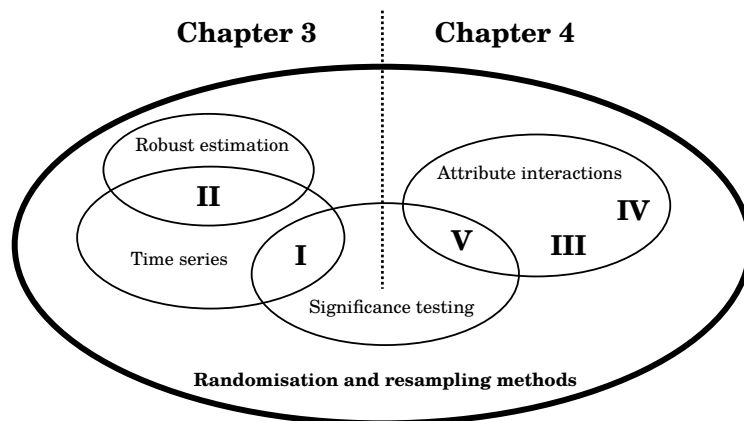 Chapter 3
Chapter 4
Robust estimation
Attribute interactions
II
IV
V
III
I
Time series
Significance testing
Randomisation and resampling methods